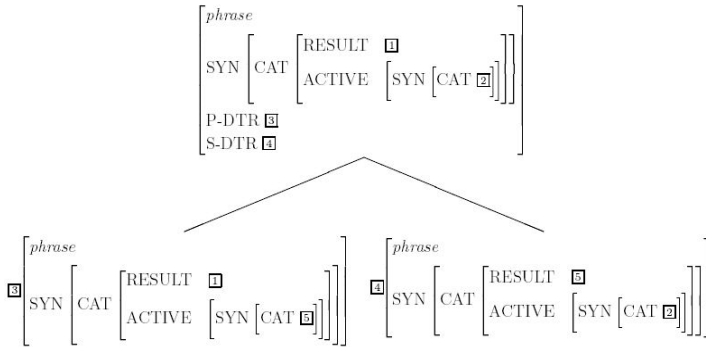 phrase
RESULT 1
SYN CAT
ACTIVE SYN CAT 2
P-DTR 3
S-DTR 4
phrase
RESULT 1
3
SYN CAT
ACTIVE SYN CAT 5
phrase
RESULT 5
4
SYN CAT
ACTIVE SYN CAT 2